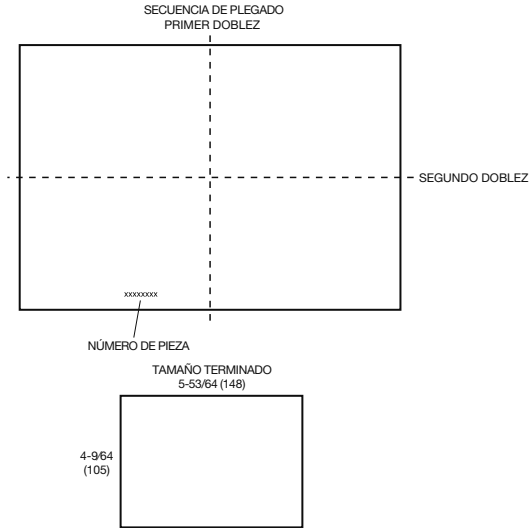 SECUENCIA DE PLEGADO
PRIMER DOBLEZ
SEGUNDO DOBLEZ
xxxxxxxx
NÚMERO DE PIEZA
TAMAÑO TERMINADO
5-53/64 (148)
4-9/64
(105)